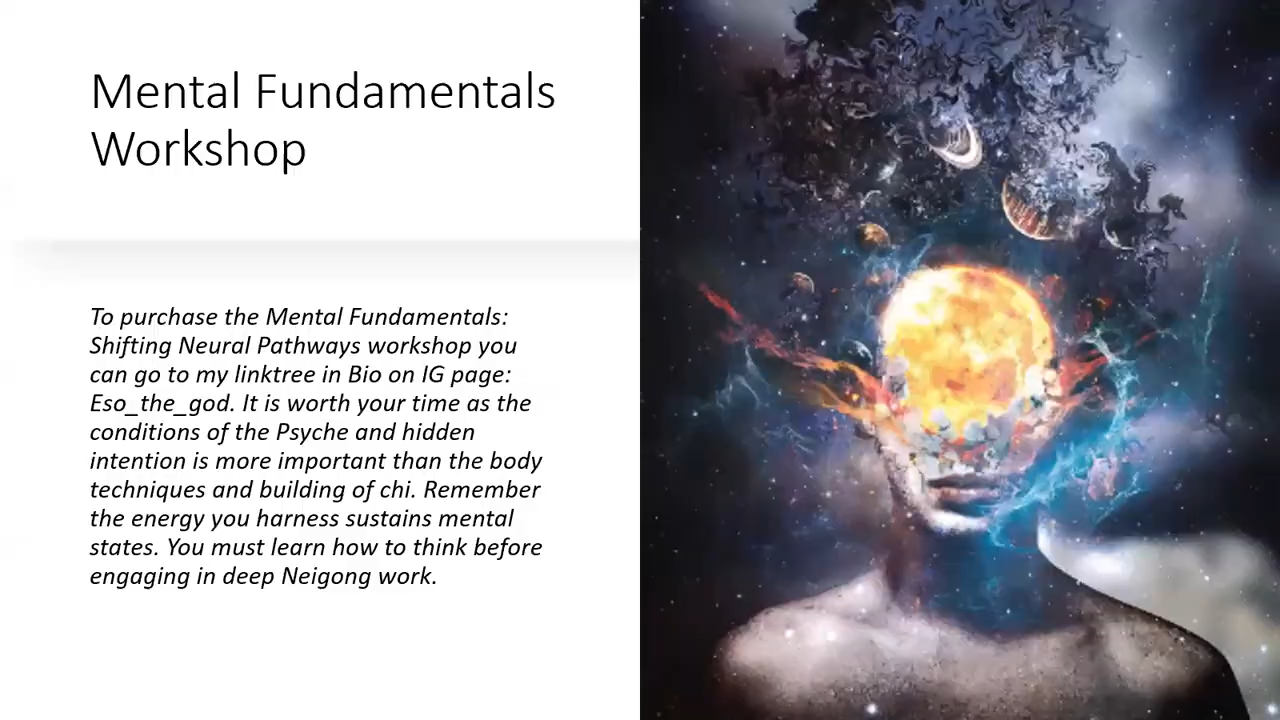 Mental Fundamentals
Workshop
To purchase the Mental Fundamentals:
Shifting Neural Pathways workshop you
can go to my linktree in Bio on IG page:
Eso_the_god. It is worth your time as the
conditions of the Psyche and hidden
intention is more important than the body
techniques and building of chi. Remember
the energy you harness sustains mental
states. You must learn how to think before
engaging in deep Neigong work.